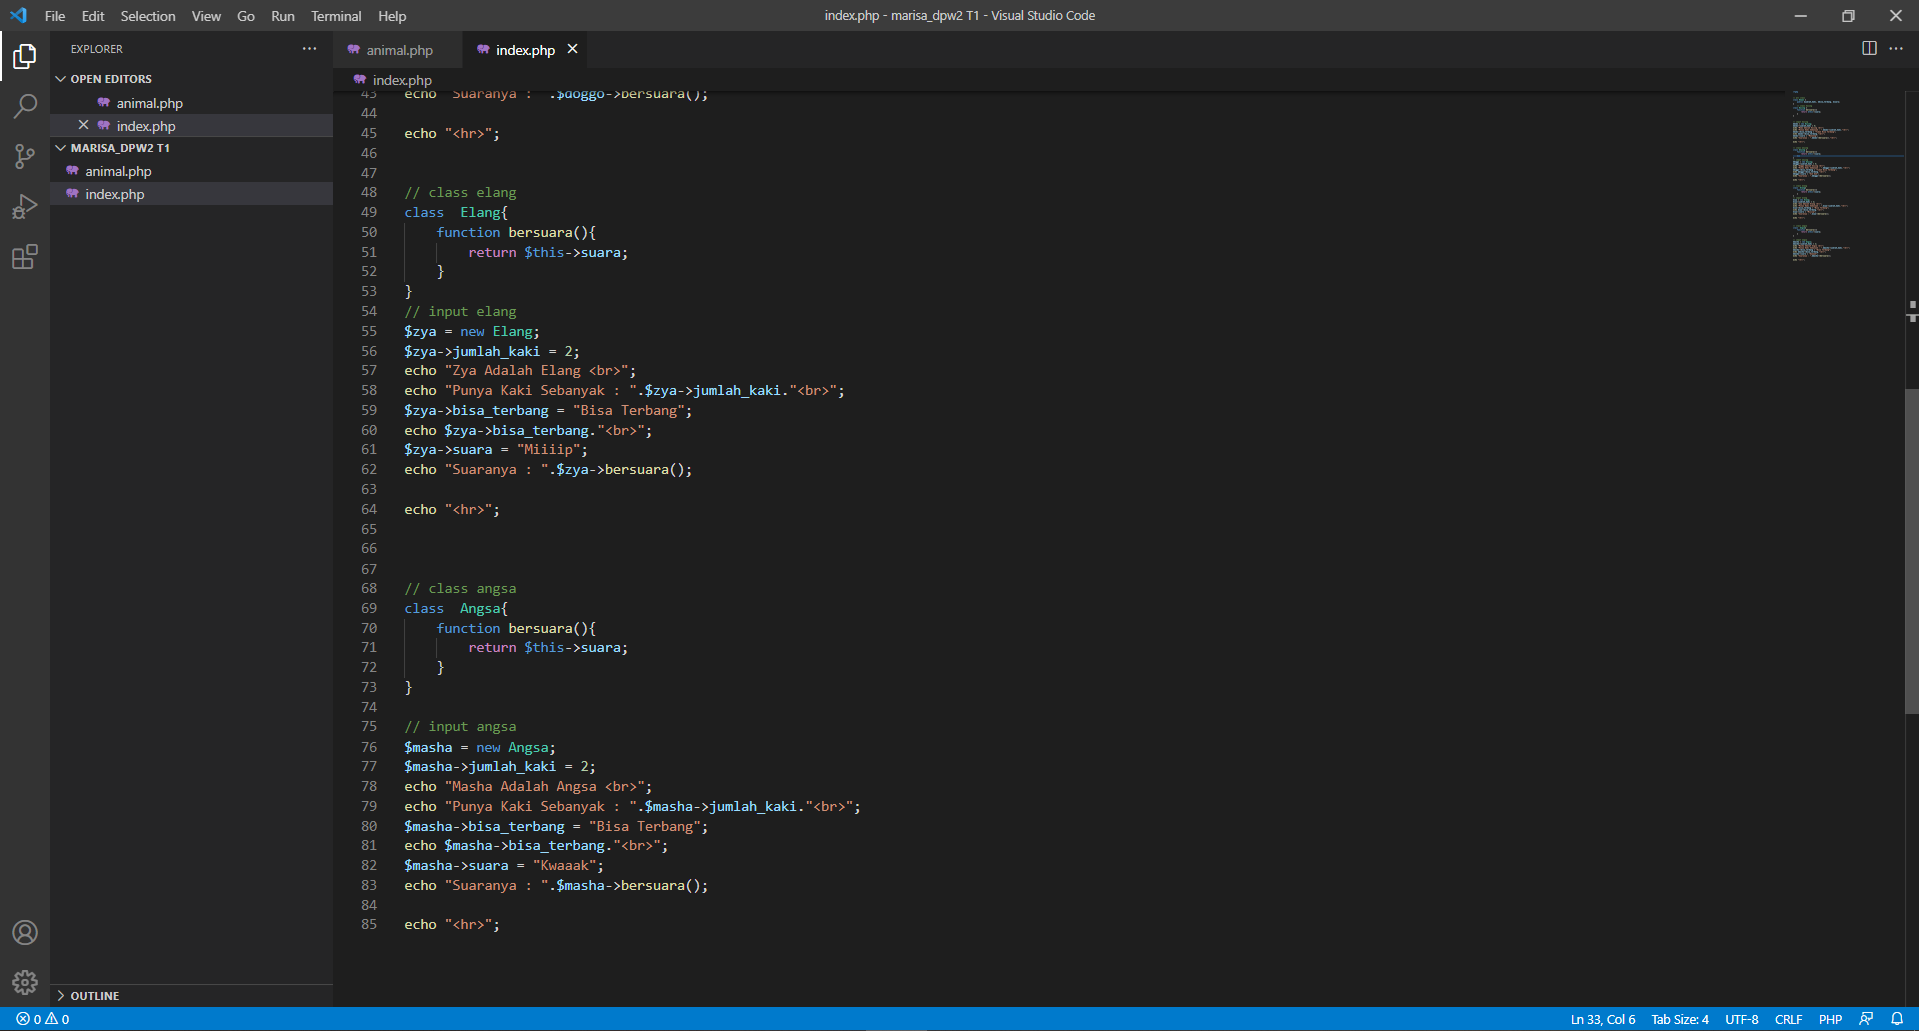 File Edit Selection View Go Run Terminal Help
index.php - marisa_dpw2 T1 - Visual Studio Code
EXPLORER
OPEN EDITORS
animal.php
index.php
MARISA_DPW2 T1
animal.php
index.php
OUTLINE
animal.php index.php
index.php
43 echo "Suaranya : ".$doggo->bersuara();
44
45 echo "<hr>";
46
47
48 // class elang
49 class  Elang{
50     function bersuara(){
51         return $this->suara;
52     }
53 }
54 // input elang
55 $zya = new Elang;
56 $zya->jumlah_kaki = 2;
57 echo "Zya Adalah Elang <br>";
58 echo "Punya Kaki Sebanyak : ".$zya->jumlah_kaki."<br>";
59 $zya->bisa_terbang = "Bisa Terbang";
60 echo $zya->bisa_terbang."<br>";
61 $zya->suara = "Miiiip";
62 echo "Suaranya : ".$zya->bersuara();
63
64 echo "<hr>";
65
66
67
68 // class angsa
69 class  Angsa{
70     function bersuara(){
71         return $this->suara;
72     }
73 }
74
75 // input angsa
76 $masha = new Angsa;
77 $masha->jumlah_kaki = 2;
78 echo "Masha Adalah Angsa <br>";
79 echo "Punya Kaki Sebanyak : ".$masha->jumlah_kaki."<br>";
80 $masha->bisa_terbang = "Bisa Terbang";
81 echo $masha->bisa_terbang."<br>";
82 $masha->suara = "Kwaaak";
83 echo "Suaranya : ".$masha->bersuara();
84
85 echo "<hr>";
0 0
Ln 33, Col 6 Tab Size: 4 UTF-8 CRLF PHP